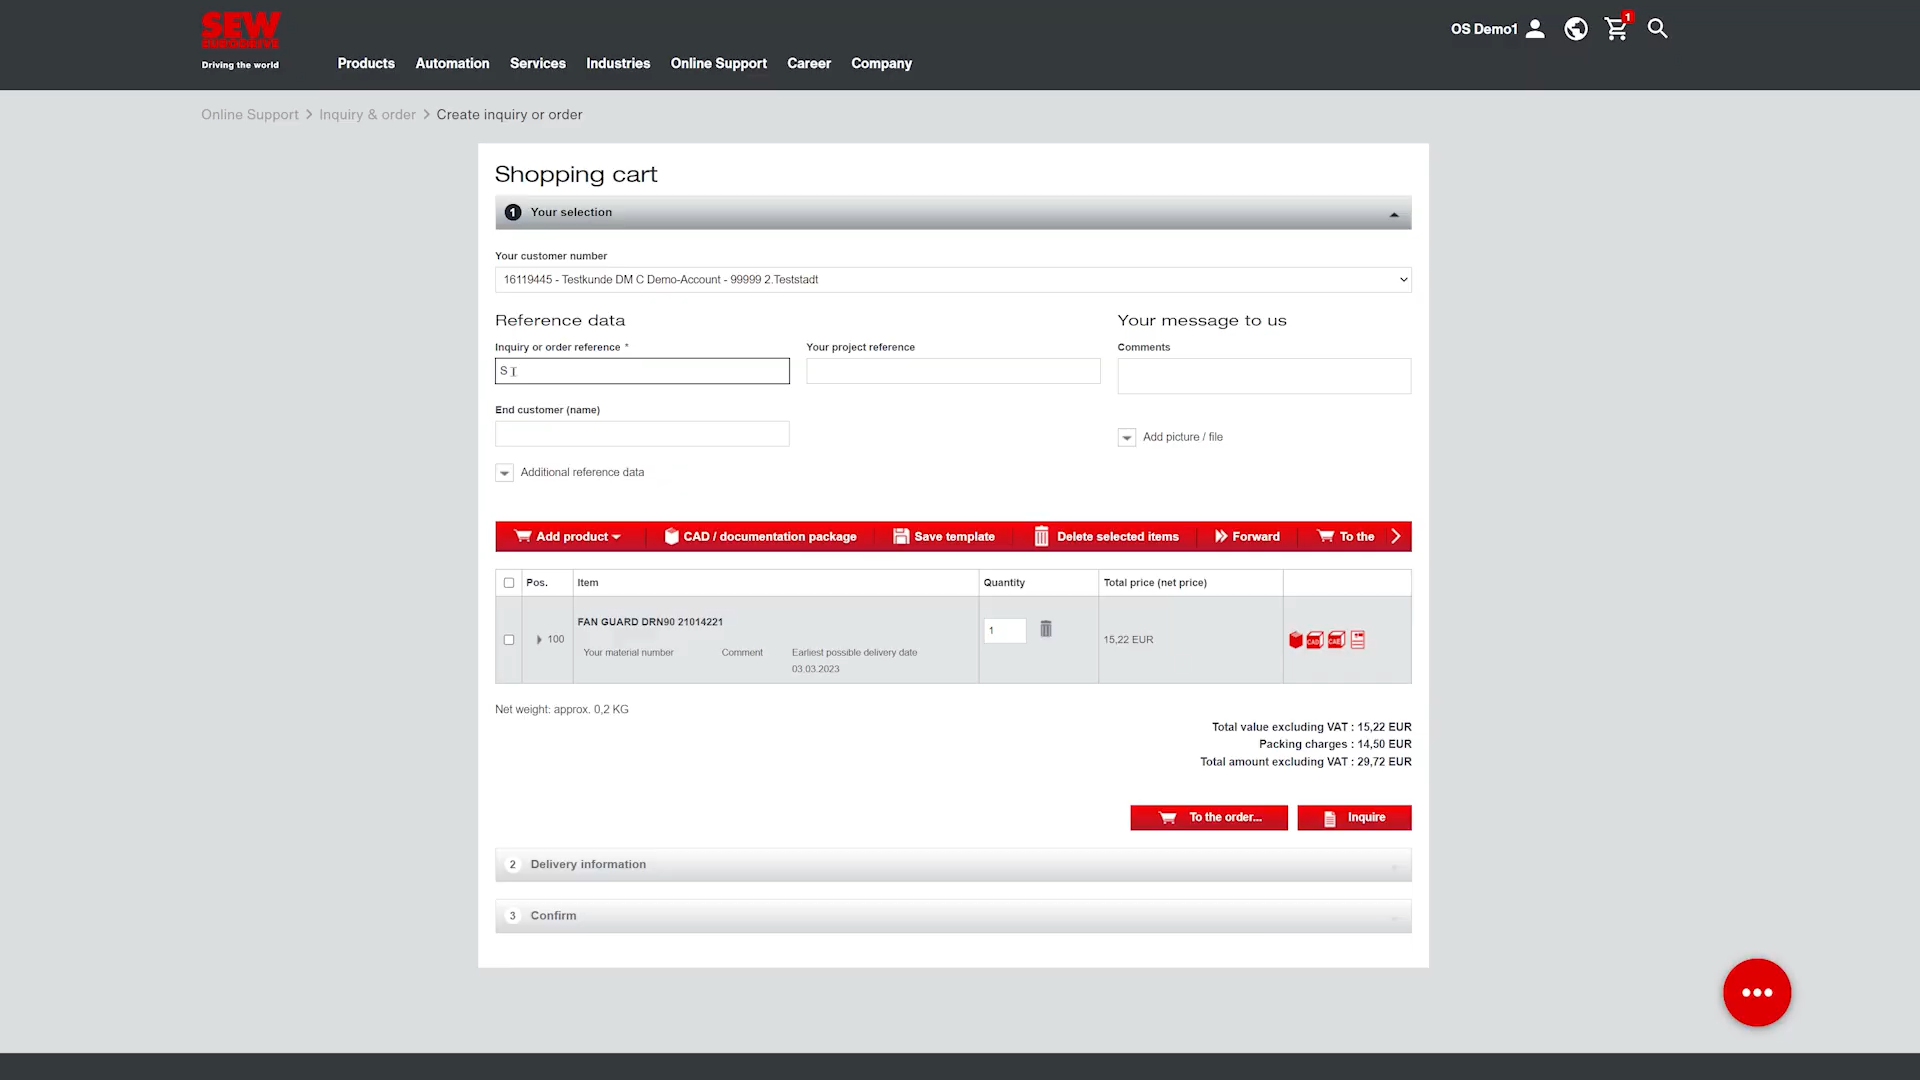 SEW
EURODRIVE
Driving the world
Products Automation Services Industries Online Support Career Company
OS Demo1 1
Online Support > Inquiry & order > Create inquiry or order
Shopping cart
1 Your selection
Your customer number
16119445 - Testkunde DM C Demo-Account - 99999 2.Teststadt
Reference data Your message to us
Inquiry or order reference * Your project reference Comments
S
End customer (name)
Add picture / file
Additional reference data
Add product CAD / documentation package Save template Delete selected items Forward To the
Pos. Item Quantity Total price (net price)
FAN GUARD DRN90 21014221
100 1 15,22 EUR CAD CAE
Your material number Comment Earliest possible delivery date
03.03.2023
Net weight: approx. 0,2 KG
Total value excluding VAT : 15,22 EUR
Packing charges : 14,50 EUR
Total amount excluding VAT : 29,72 EUR
To the order... Inquire
2 Delivery information
3 Confirm